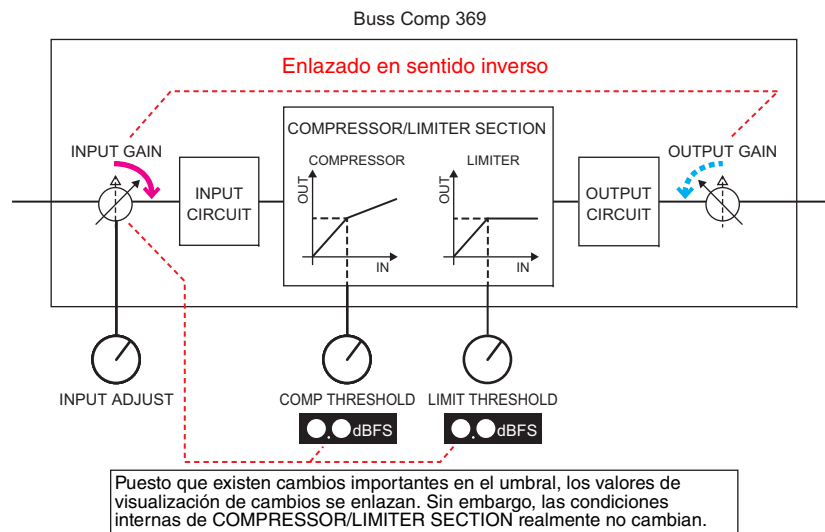 Buss Comp 369
Enlazado en sentido inverso
COMPRESSOR/LIMITER SECTION
INPUT GAIN
COMPRESSOR
LIMITER
OUTPUT GAIN
INPUT
CIRCUIT
OUT
IN
OUT
IN
OUTPUT
CIRCUIT
INPUT ADJUST
COMP THRESHOLD
LIMIT THRESHOLD
dBFS
dBFS
Puesto que existen cambios importantes en el umbral, los valores de
visualización de cambios se enlazan. Sin embargo, las condiciones
internas de COMPRESSOR/LIMITER SECTION realmente no cambian.